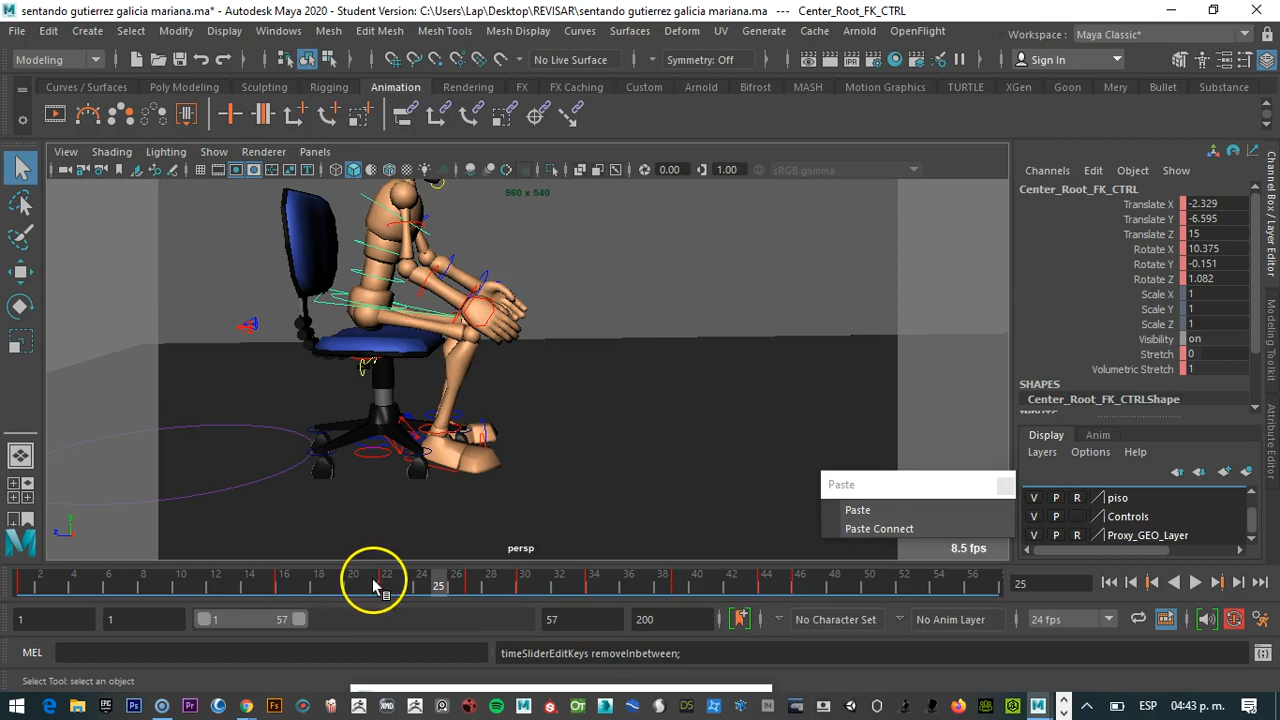 sentando gutierrez galicia mariana.ma* - Autodesk Maya 2020 - Student Version: C:\Users\Lap\Desktop\REVISAR\sentando gutierrez galicia mariana.ma* --- Center_Root_FK_CTRL
File Edit Create Select Modify Display Windows Mesh Edit Mesh Mesh Tools Mesh Display Curves Surfaces Deform UV Generate Cache Arnold OpenFlight Workspace : Maya Classic*
Modeling No Live Surface Symmetry: Off Sign In
Curves / Surfaces Poly Modeling Sculpting Rigging Animation Rendering FX FX Caching Custom Arnold Bifrost MASH Motion Graphics TURTLE XGen Goon Mery Bullet Substance
View Shading Lighting Show Renderer Panels
0.00 1.00 sRGB gamma
960 x 540
Channels Edit Object Show
Center_Root_FK_CTRL
Translate X -2.329
Translate Y -6.595
Translate Z 15
Rotate X 10.375
Rotate Y -0.151
Rotate Z 1.082
Scale X 1
Scale Y 1
Scale Z 1
Visibility on
Stretch 0
Volumetric Stretch 1
SHAPES
Center_Root_FK_CTRLShape
Display Anim
Layers Options Help
V P R piso
V P Controls
V P R Proxy_GEO_Layer
Channel Box / Layer Editor
Modeling Toolkit
Attribute Editor
Paste
Paste
Paste Connect
persp
8.5 fps
y
z
2 4 6 8 10 12 14 16 18 20 22 24 25 26 28 30 32 34 36 38 40 42 44 46 48 50 52 54 56 25
1 1 1 57 57 200 No Character Set No Anim Layer 24 fps
MEL timeSliderEditKeys removeInbetween;
Select Tool: select an object
ESP 04:43 p. m.